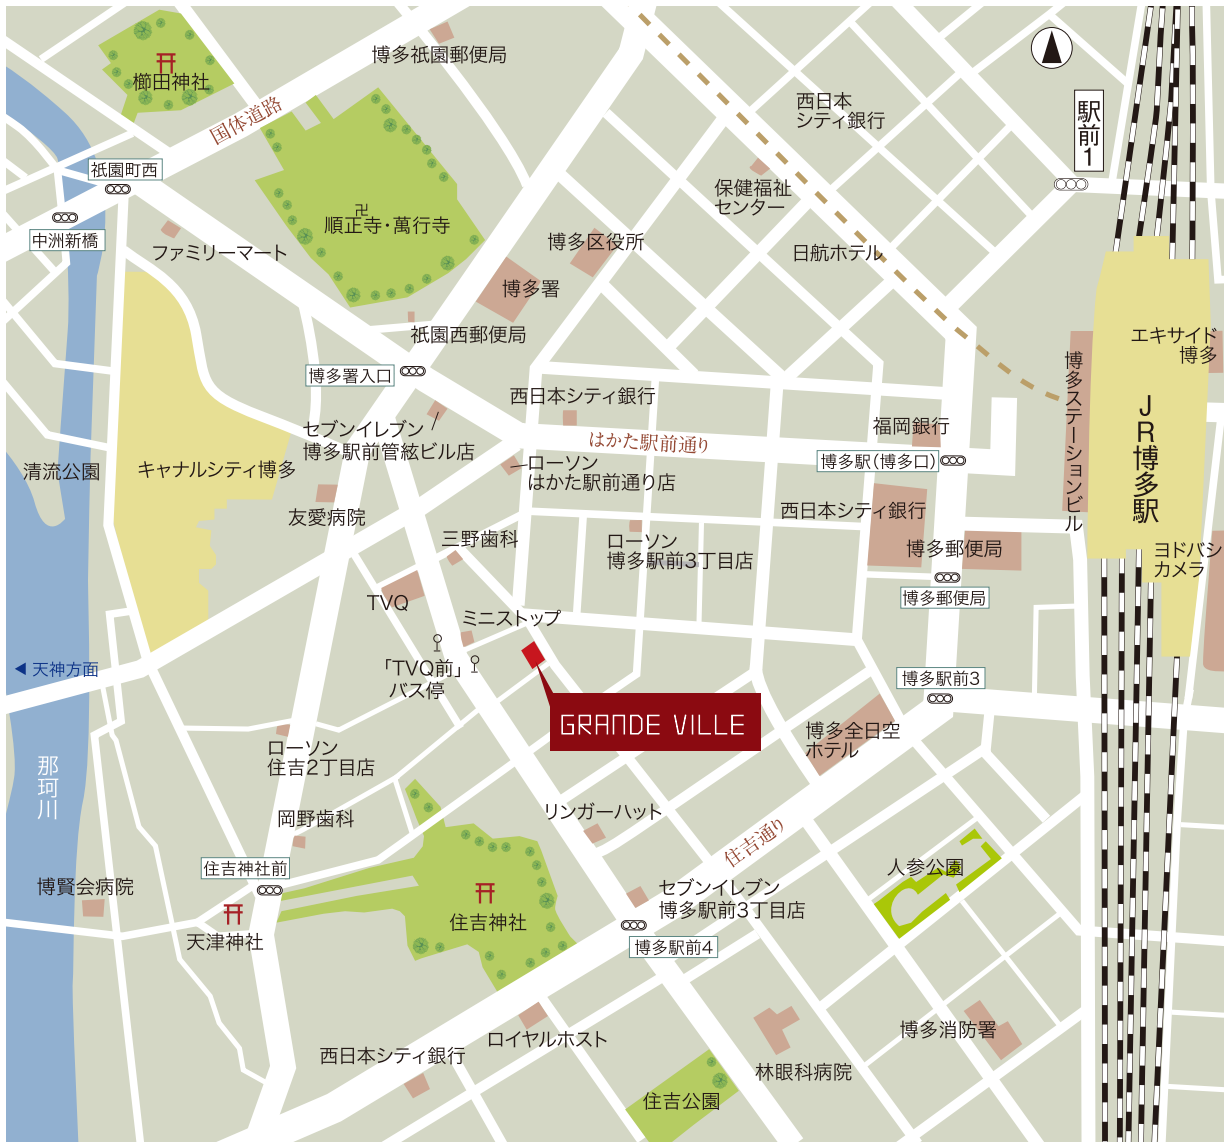 博多祇園郵便局
櫛田神社
国体道路
西日本
シティ銀行
駅前1
祇園町西
保健福祉
センター
順正寺・萬行寺
中洲新橋
ファミリーマート
博多区役所
日航ホテル
博多署
祇園西郵便局
エキサイド
博多
博多ステーションビル
博多署入口
西日本シティ銀行
JR博多駅
セブンイレブン
博多駅前管絃ビル店
福岡銀行
はかた駅前通り
清流公園
キャナルシティ博多
ローソン
はかた駅前通り店
博多駅(博多口)
友愛病院
西日本シティ銀行
三野歯科
ローソン
博多駅前3丁目店
博多郵便局
ヨドバシ
カメラ
TVQ
ミニストップ
博多郵便局
天神方面
「TVQ前」
バス停
博多駅前3
GRANDE VILLE
博多全日空
ホテル
ローソン
住吉2丁目店
那珂川
リンガーハット
岡野歯科
住吉通り
住吉神社前
人参公園
博賢会病院
セブンイレブン
博多駅前3丁目店
住吉神社
天津神社
博多駅前4
博多消防署
ロイヤルホスト
西日本シティ銀行
林眼科病院
住吉公園